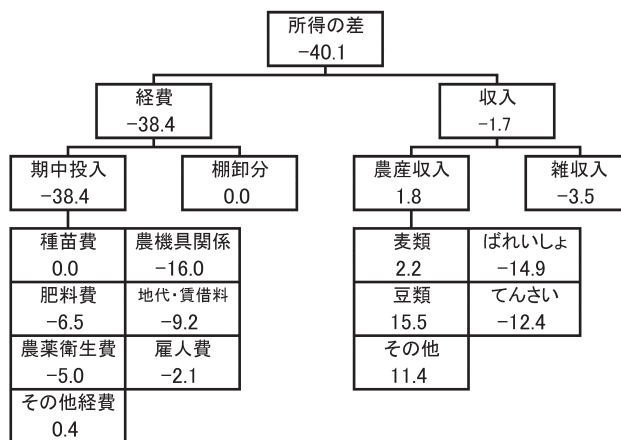 所得の差
−40.1
経費
−38.4
収入
−1.7
期中投入
−38.4
棚卸分
0.0
農産収入
1.8
雑収入
−3.5
種苗費
0.0
農機具関係
−16.0
肥料費
−6.5
地代・賃借料
−9.2
農薬衛生費
−5.0
雇人費
−2.1
その他経費
0.4
麦類
2.2
ばれいしょ
−14.9
豆類
15.5
てんさい
−12.4
その他
11.4